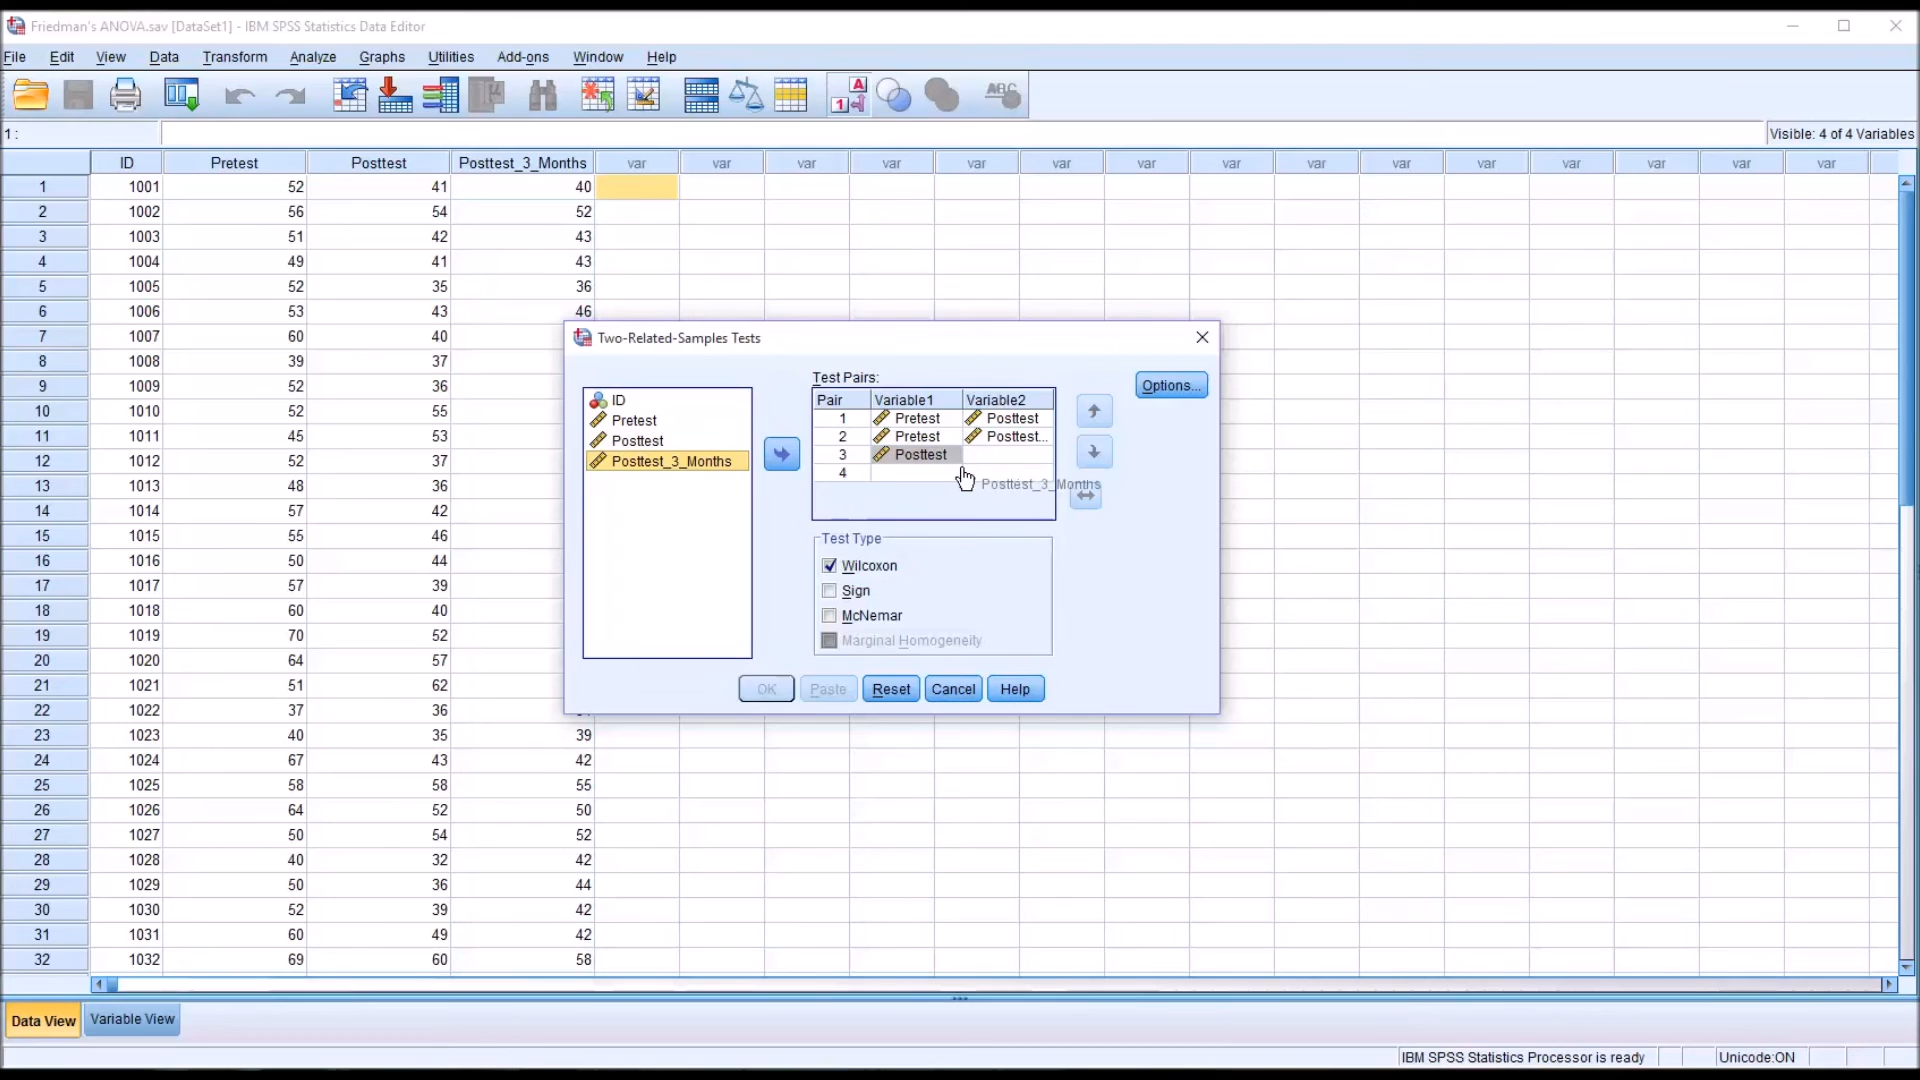 Friedman's ANOVA.sav [DataSet1] - IBM SPSS Statistics Data Editor
File Edit View Data Transform Analyze Graphs Utilities Add-ons Window Help
1 A ABC
1 : Visible: 4 of 4 Variables
ID Pretest Posttest Posttest_3_Months var var var var var var var var var var var var var var var
1 1001 52 41 40
2 1002 56 54 52
3 1003 51 42 43
4 1004 49 41 43
5 1005 52 35 36
6 1006 53 43 46
7 1007 60 40
8 1008 39 37
9 1009 52 36
10 1010 52 55
11 1011 45 53
12 1012 52 37
13 1013 48 36
14 1014 57 42
15 1015 55 46
16 1016 50 44
17 1017 57 39
18 1018 60 40
19 1019 70 52
20 1020 64 57
21 1021 51 62
22 1022 37 36
23 1023 40 35 39
24 1024 67 43 42
25 1025 58 58 55
26 1026 64 52 50
27 1027 50 54 52
28 1028 40 32 42
29 1029 50 36 44
30 1030 52 39 42
31 1031 60 49 42
32 1032 69 60 58
Two-Related-Samples Tests
ID
Pretest
Posttest
Posttest_3_Months
Test Pairs:
Pair Variable1 Variable2
1 Pretest Posttest
2 Pretest Posttest...
3 Posttest
4
Posttest_3_Months
Options...
Test Type
Wilcoxon
Sign
McNemar
Marginal Homogeneity
OK Paste Reset Cancel Help
Data View Variable View
IBM SPSS Statistics Processor is ready Unicode:ON